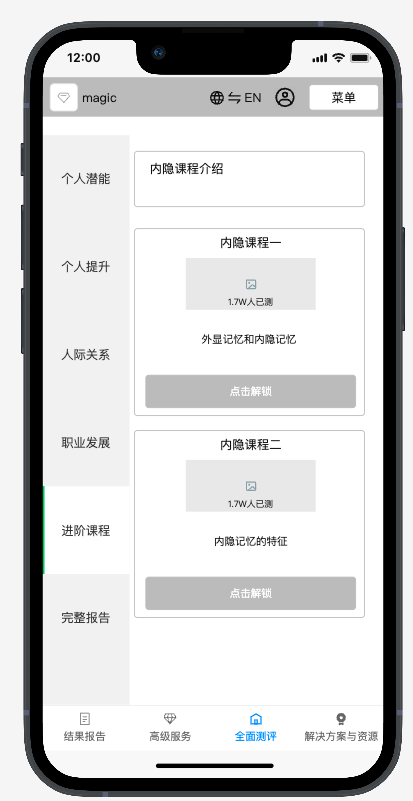 12:00
magic
EN
菜单
个人潜能
个人提升
人际关系
职业发展
进阶课程
完整报告
内隐课程介绍
内隐课程一
1.7W人已测
外显记忆和内隐记忆
点击解锁
内隐课程二
1.7W人已测
内隐记忆的特征
点击解锁
结果报告
高级服务
全面测评
解决方案与资源